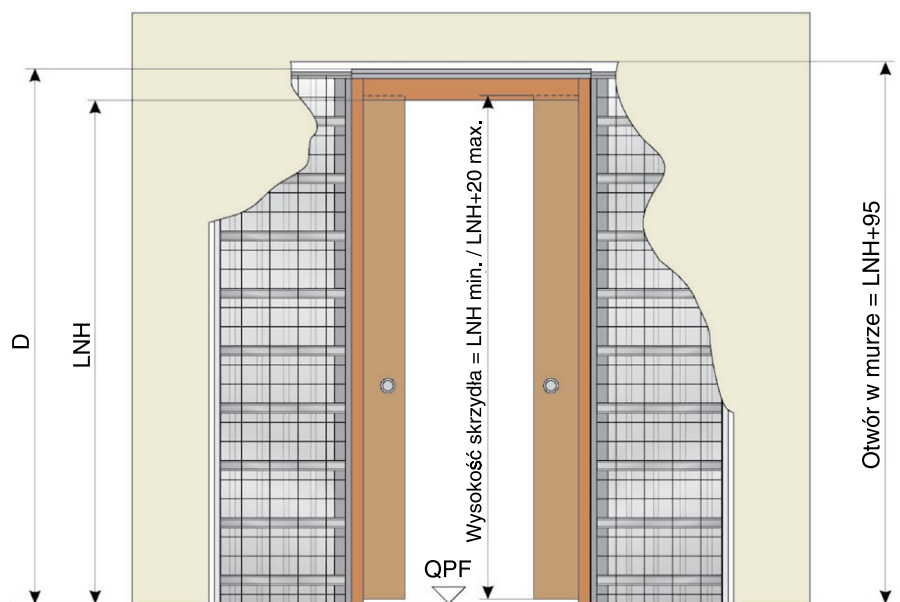 D
LNH
Wysokość skrzydła = LNH min. / LNH+20 max.
QPF
Otwór w murze = LNH+95